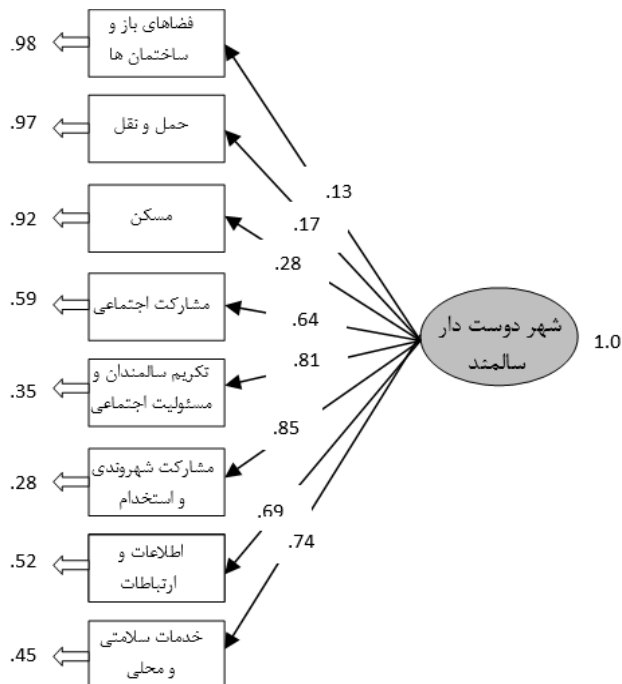 .98
فضاهای باز و
ساختمان ها
.97
حمل و نقل
.13
.92
مسکن
.17
.28
.59
مشارکت اجتماعی
.64
شهر دوست دار
سالمند
1.0
.35
تکریم سالمندان و
مسئولیت اجتماعی
.81
.28
مشارکت شهروندی
و استخدام
.85
.52
اطلاعات و
ارتباطات
.69
.74
.45
خدمات سلامتی
و محلی